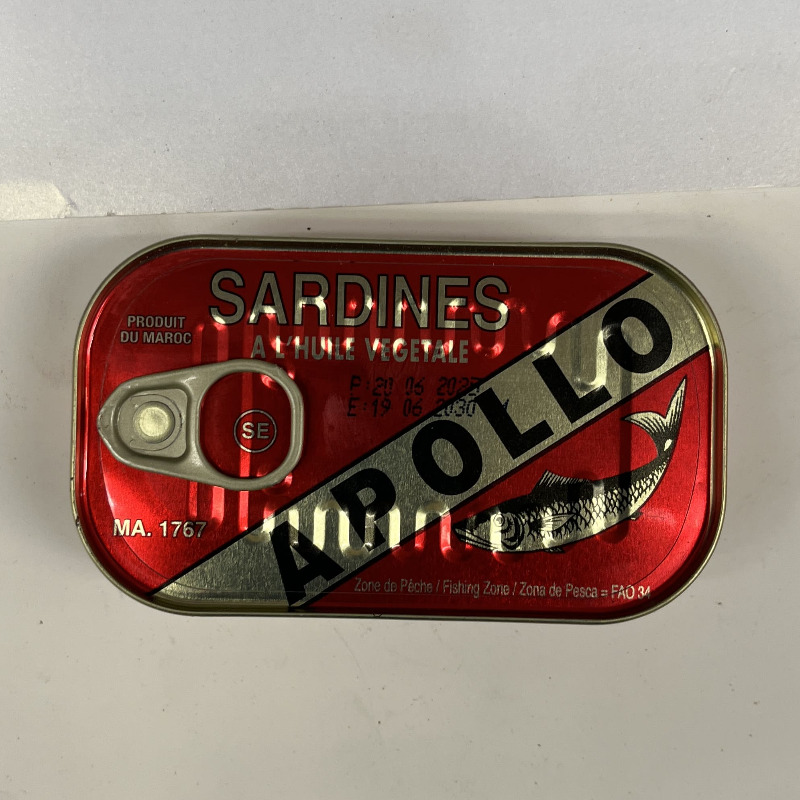 SARDINES
A L'HUILE VEGETALE
PRODUIT
DU MAROC
P:20 06
E:19 06 2030
SE
APOLLO
MA. 1767
Zone de Pêche / Fishing Zone / Zona de Pesca = FAO 34